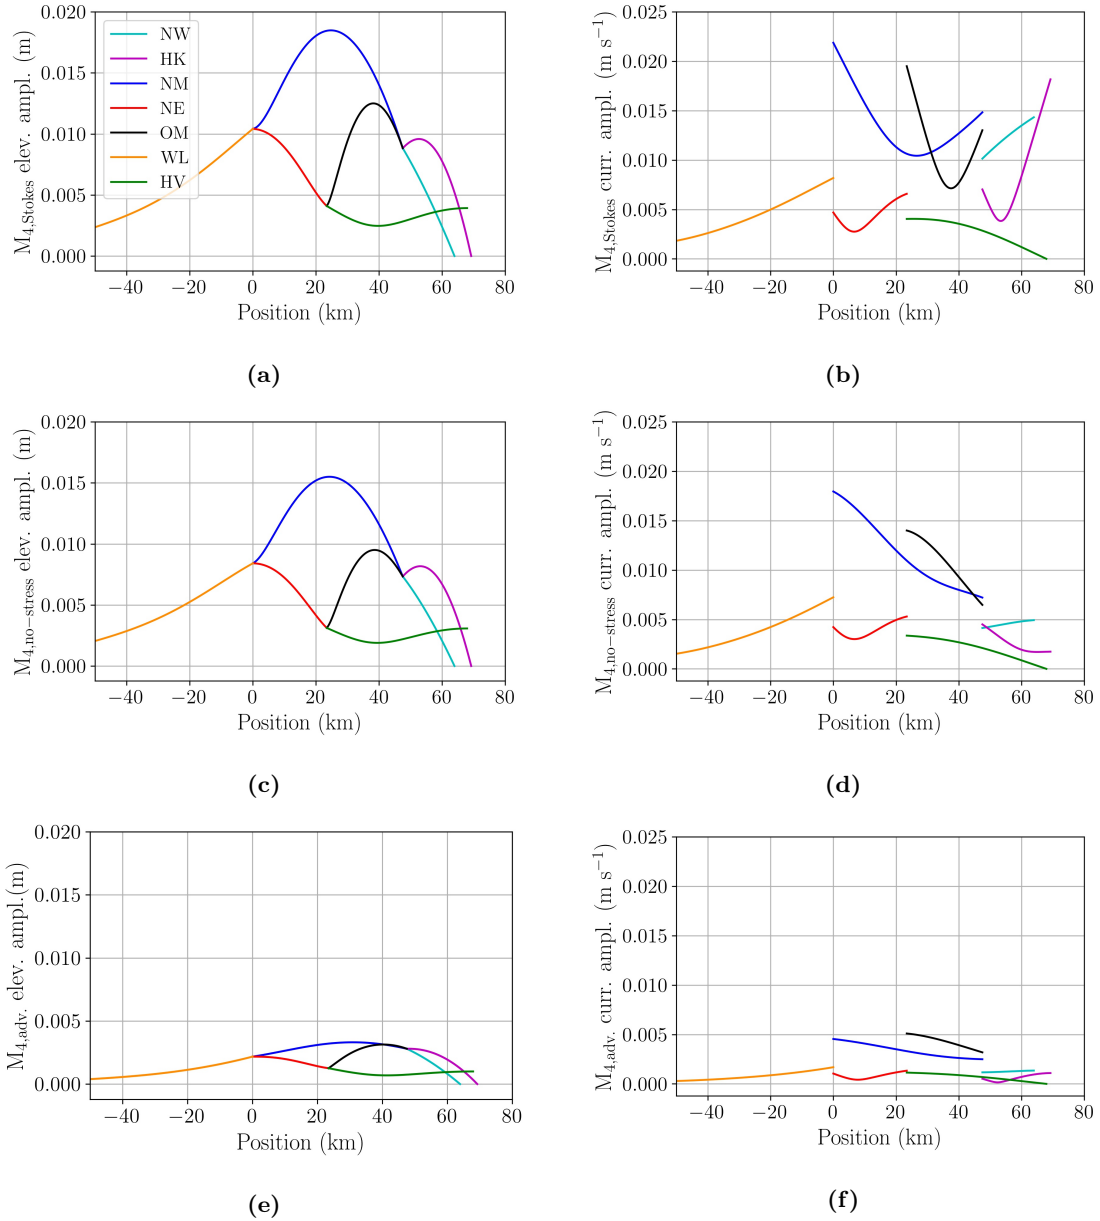 0.020
0.015
0.010
0.005
0.000
M4,Stokes elev. ampl. (m)
NW
HK
NM
NE
OM
WL
HV
−40 −20 0 20 40 60 80
Position (km)
(a)
0.025
0.020
0.015
0.010
0.005
0.000
M4,Stokes curr. ampl. (m s−1)
−40 −20 0 20 40 60 80
Position (km)
(b)
0.020
0.015
0.010
0.005
0.000
M4,no−stress elev. ampl. (m)
−40 −20 0 20 40 60 80
Position (km)
(c)
0.025
0.020
0.015
0.010
0.005
0.000
M4,no−stress curr. ampl. (m s−1)
−40 −20 0 20 40 60 80
Position (km)
(d)
0.020
0.015
0.010
0.005
0.000
M4,adv. elev. ampl.(m)
−40 −20 0 20 40 60 80
Position (km)
(e)
0.025
0.020
0.015
0.010
0.005
0.000
M4,adv. curr. ampl. (m s−1)
−40 −20 0 20 40 60 80
Position (km)
(f)